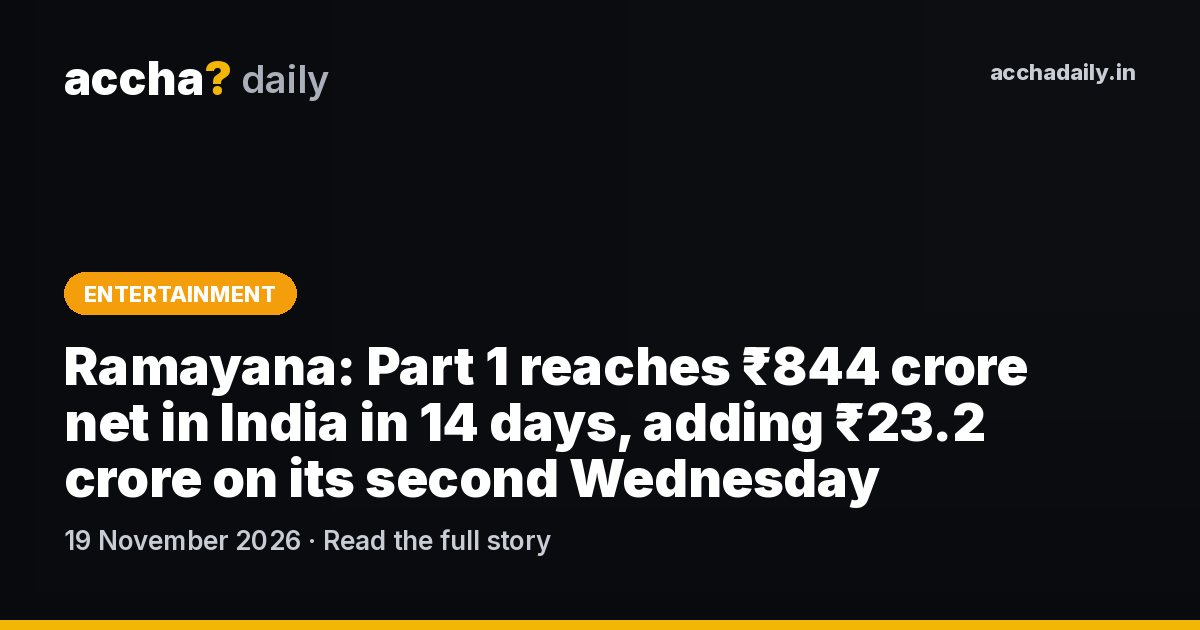 accha? daily
acchadaily.in
ENTERTAINMENT
Ramayana: Part 1 reaches ₹844 crore
net in India in 14 days, adding ₹23.2
crore on its second Wednesday
19 November 2026 · Read the full story